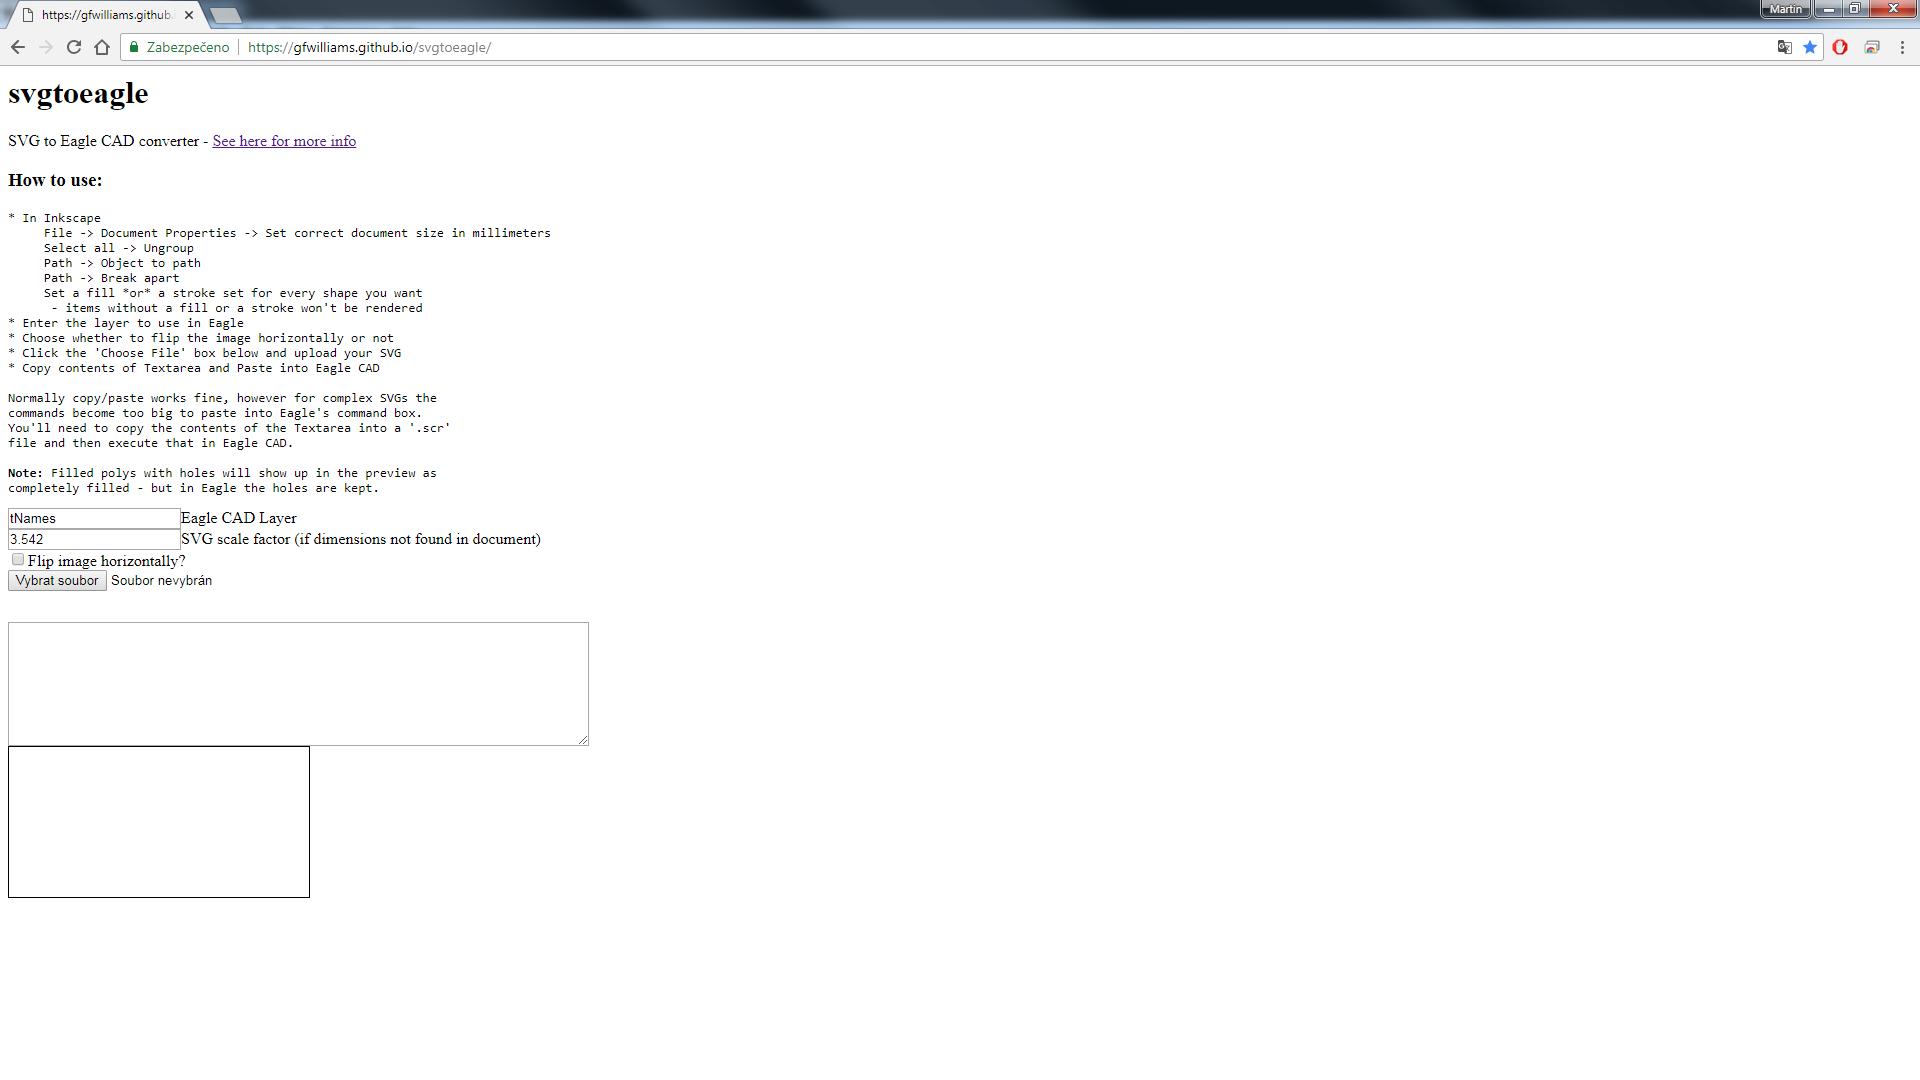 https://gfwilliams.github.
Martin
Zabezpečeno
https://gfwilliams.github.io/svgtoeagle/
svgtoeagle
SVG to Eagle CAD converter - See here for more info
How to use:
* In Inkscape
File -> Document Properties -> Set correct document size in millimeters
Select all -> Ungroup
Path -> Object to path
Path -> Break apart
Set a fill *or* a stroke set for every shape you want
- items without a fill or a stroke won't be rendered
* Enter the layer to use in Eagle
* Choose whether to flip the image horizontally or not
* Click the 'Choose File' box below and upload your SVG
* Copy contents of Textarea and Paste into Eagle CAD
Normally copy/paste works fine, however for complex SVGs the
commands become too big to paste into Eagle's command box.
You'll need to copy the contents of the Textarea into a '.scr'
file and then execute that in Eagle CAD.
Note: Filled polys with holes will show up in the preview as
completely filled - but in Eagle the holes are kept.
tNames Eagle CAD Layer
3.542 SVG scale factor (if dimensions not found in document)
Flip image horizontally?
Vybrat soubor Soubor nevybrán